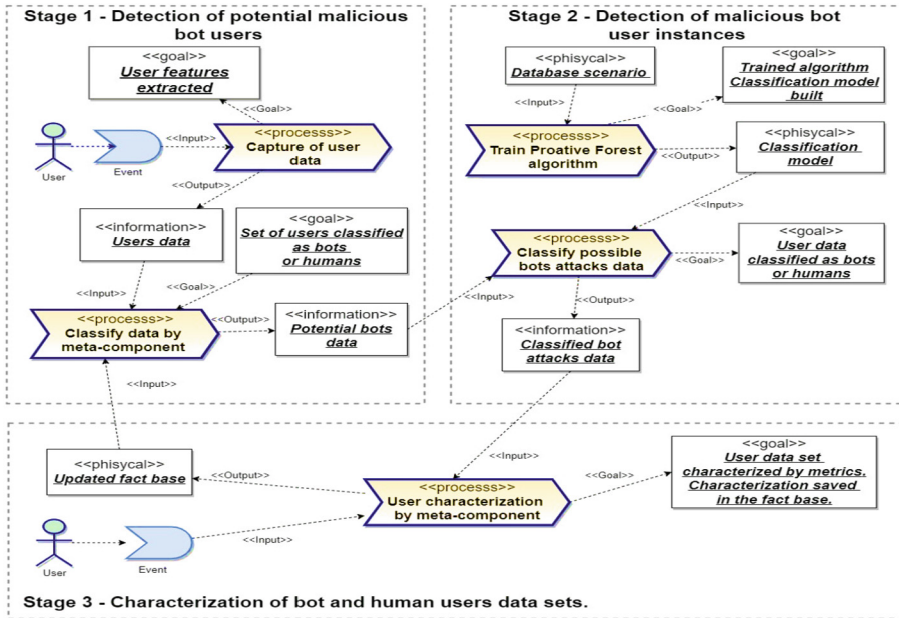 Stage 1 - Detection of potential malicious
bot users
<<goal>>
User features
extracted
<<Goal>>
<<processs>>
Capture of user
data
<<Input>>
User
Event
<<Output>>
<<information>>
Users data
<<goal>>
Set of users classified
as bots
or humans
<<Input>>
<<Goal>>
<<processs>>
Classify data by
meta-component
<<Output>>
<<information>>
Potential bots
data
<<Input>>
Stage 2 - Detection of malicious bot
user instances
<<phisycal>>
Database scenario
<<goal>>
Trained algorithm
Classification model
built
<<Input>>
<<Goal>>
<<processs>>
Train Proative Forest
algorithm
<<Output>>
<<phisycal>>
Classification
model
<<Input>>
<<processs>>
Classify possible
bots attacks data
<<Goal>>
<<goal>>
User data
classified as bots
or humans
<<Input>>
<<Output>>
<<information>>
Classified bot
attacks data
<<phisycal>>
Updated fact base
<<Output>>
<<Input>>
<<processs>>
User characterization
by meta-component
<<Goal>>
<<goal>>
User data set
characterized by metrics.
Characterization saved
in the fact base.
<<Input>>
User
Event
Stage 3 - Characterization of bot and human users data sets.